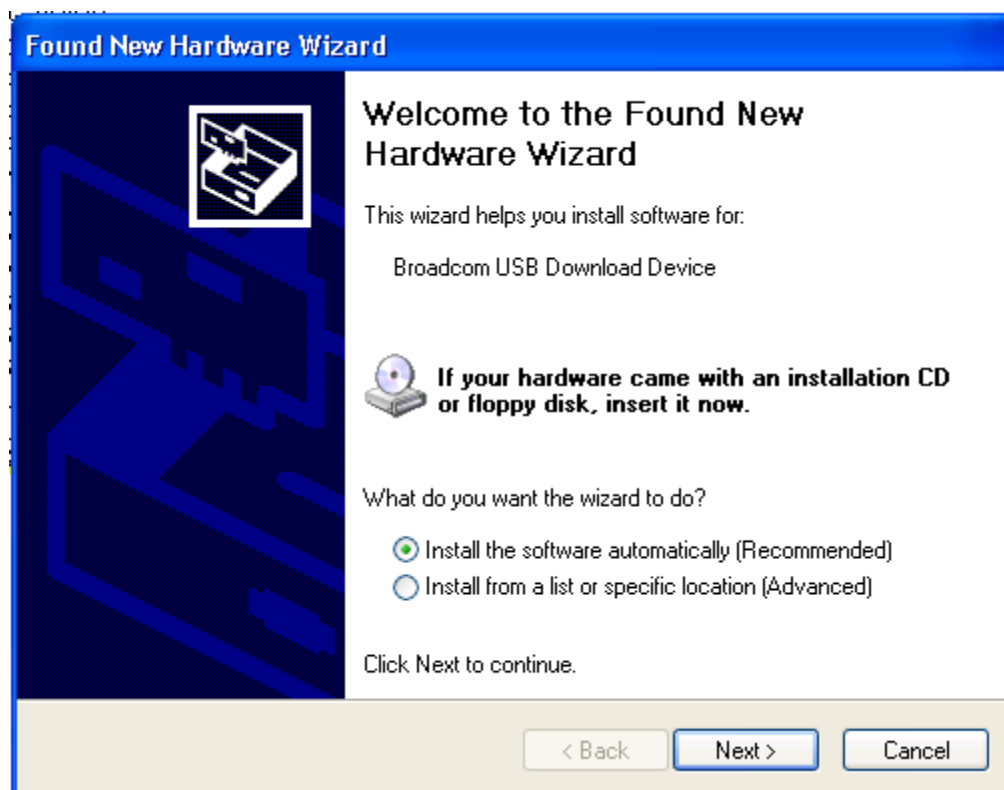 Found New Hardware Wizard
Welcome to the Found New
Hardware Wizard
This wizard helps you install software for:
Broadcom USB Download Device
If your hardware came with an installation CD
or floppy disk, insert it now.
What do you want the wizard to do?
Install the software automatically (Recommended)
Install from a list or specific location (Advanced)
Click Next to continue.
< Back
Next >
Cancel